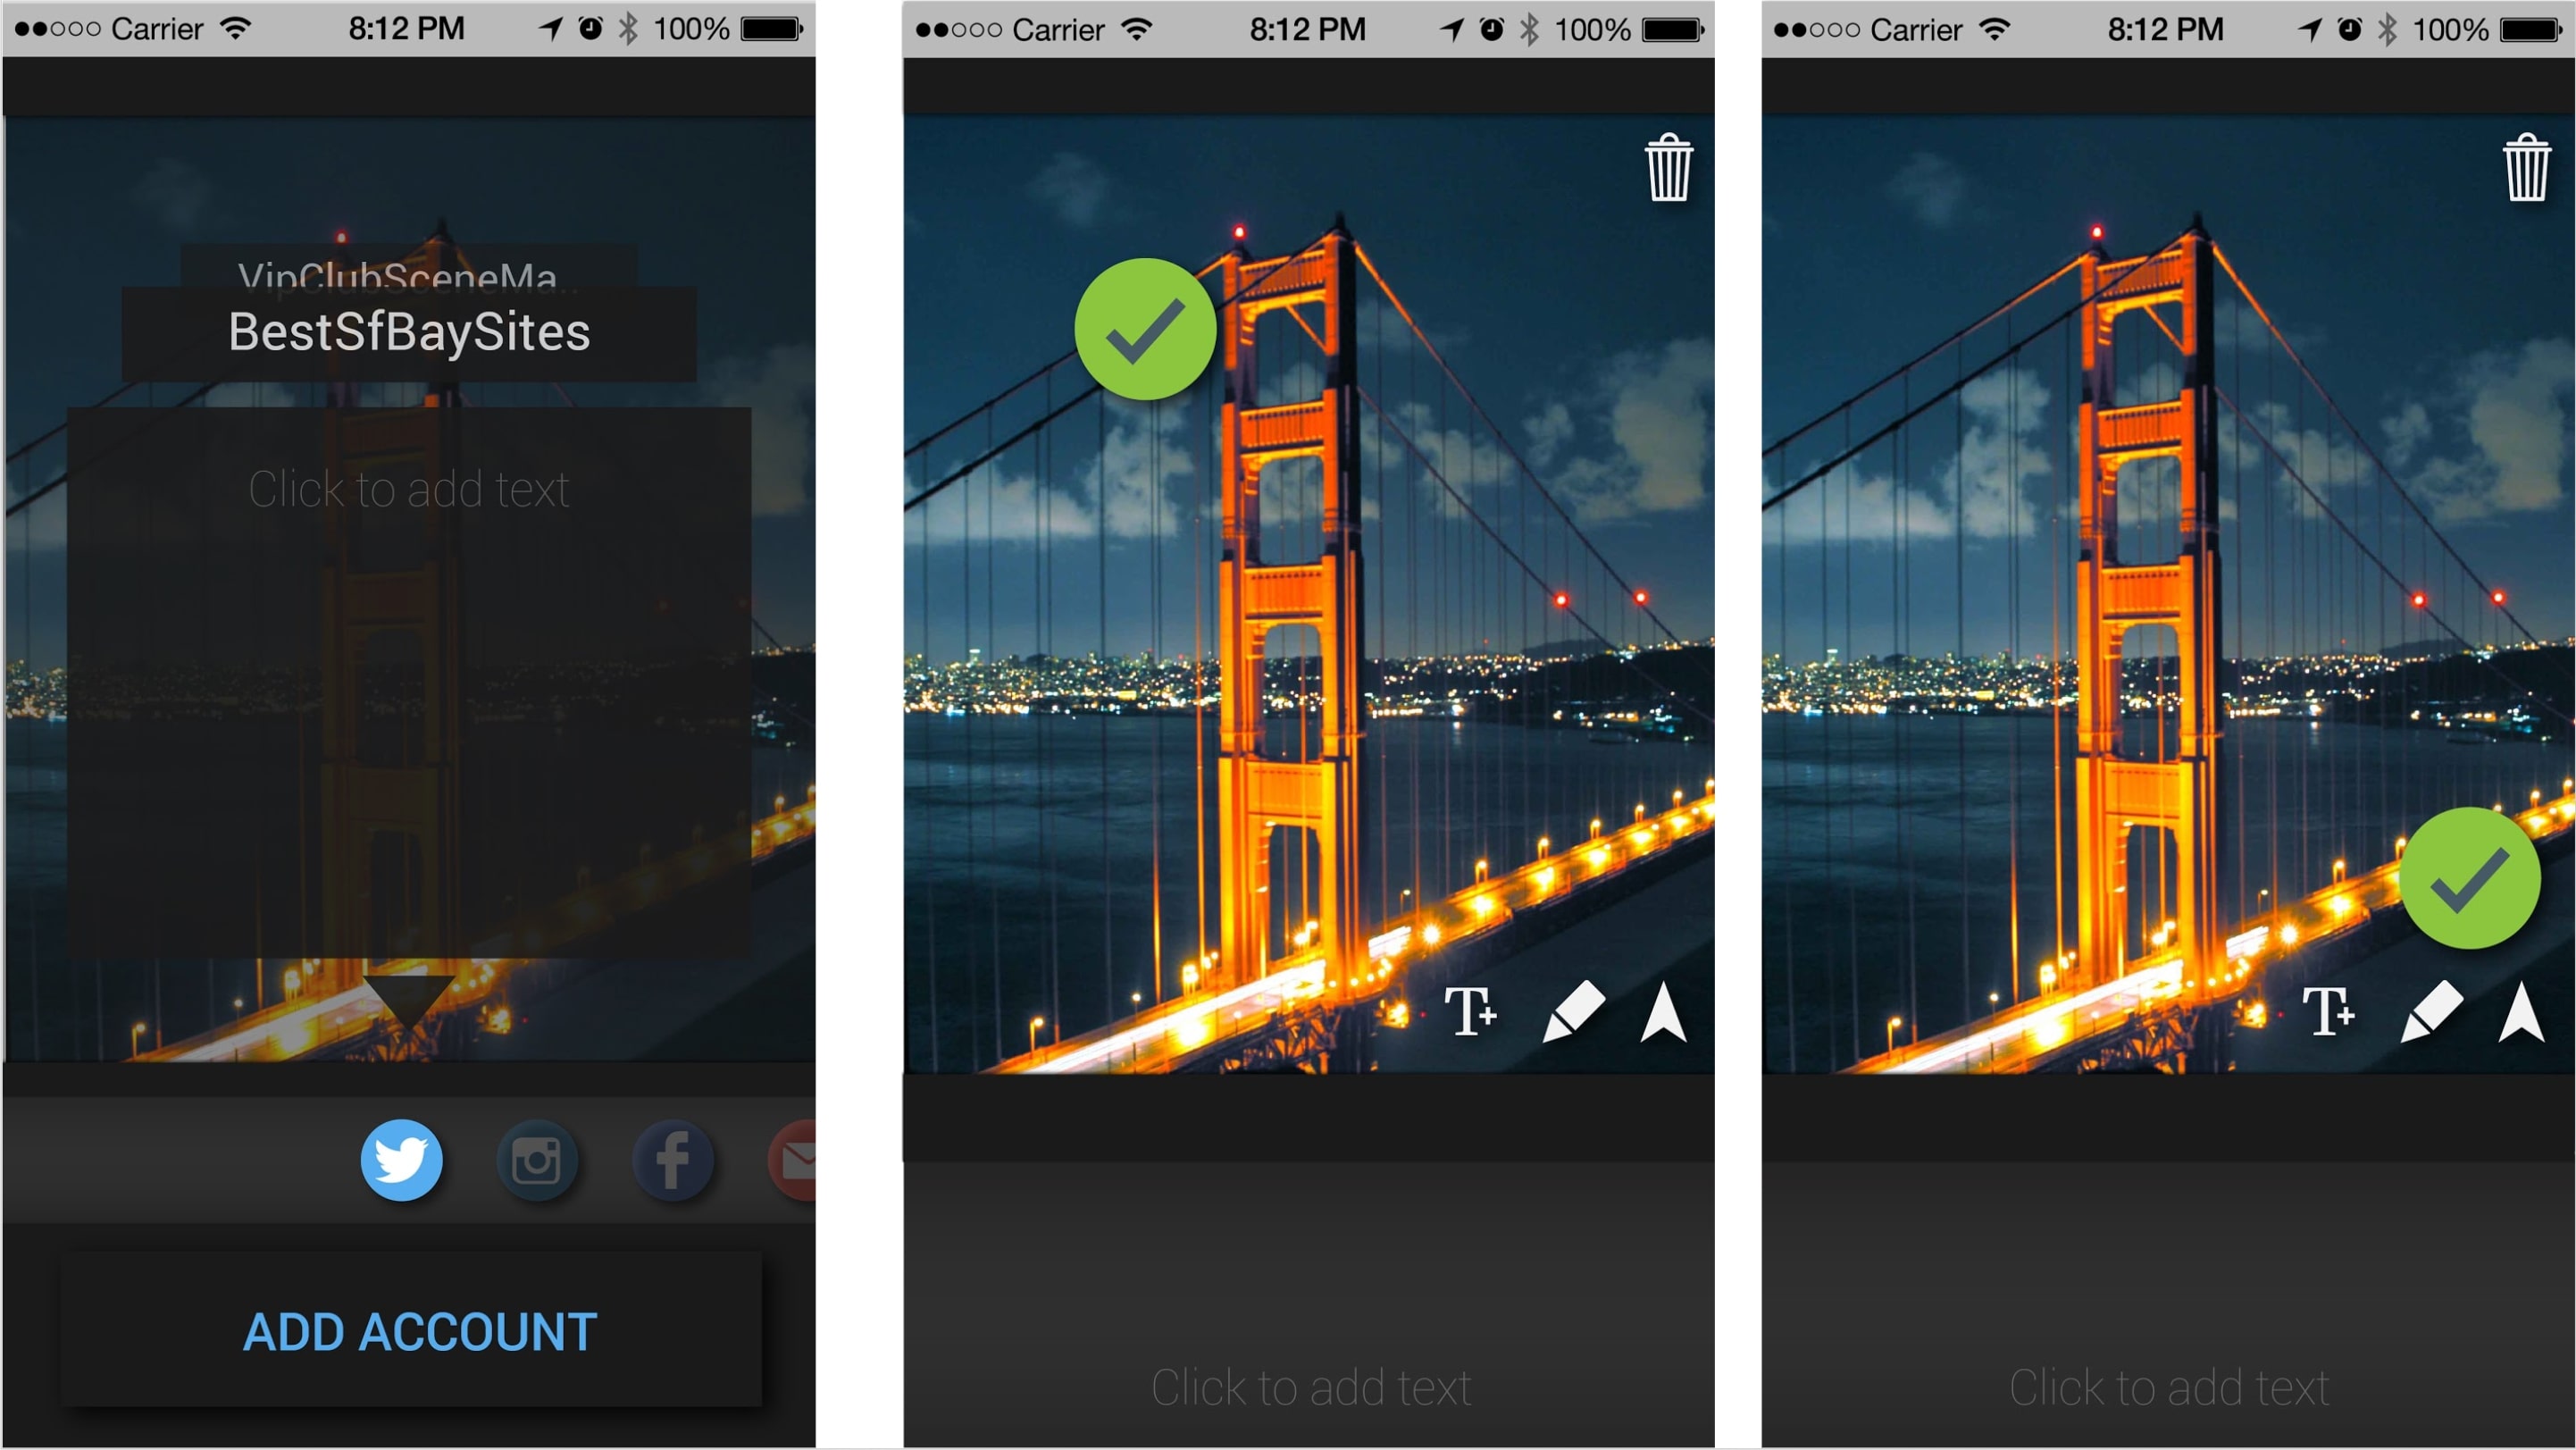 Carrier 8:12 PM 100%
VipClubSceneMa..
BestSfBaySites
Click to add text
ADD ACCOUNT
Carrier 8:12 PM 100%
T+
Click to add text
Carrier 8:12 PM 100%
T+
Click to add text